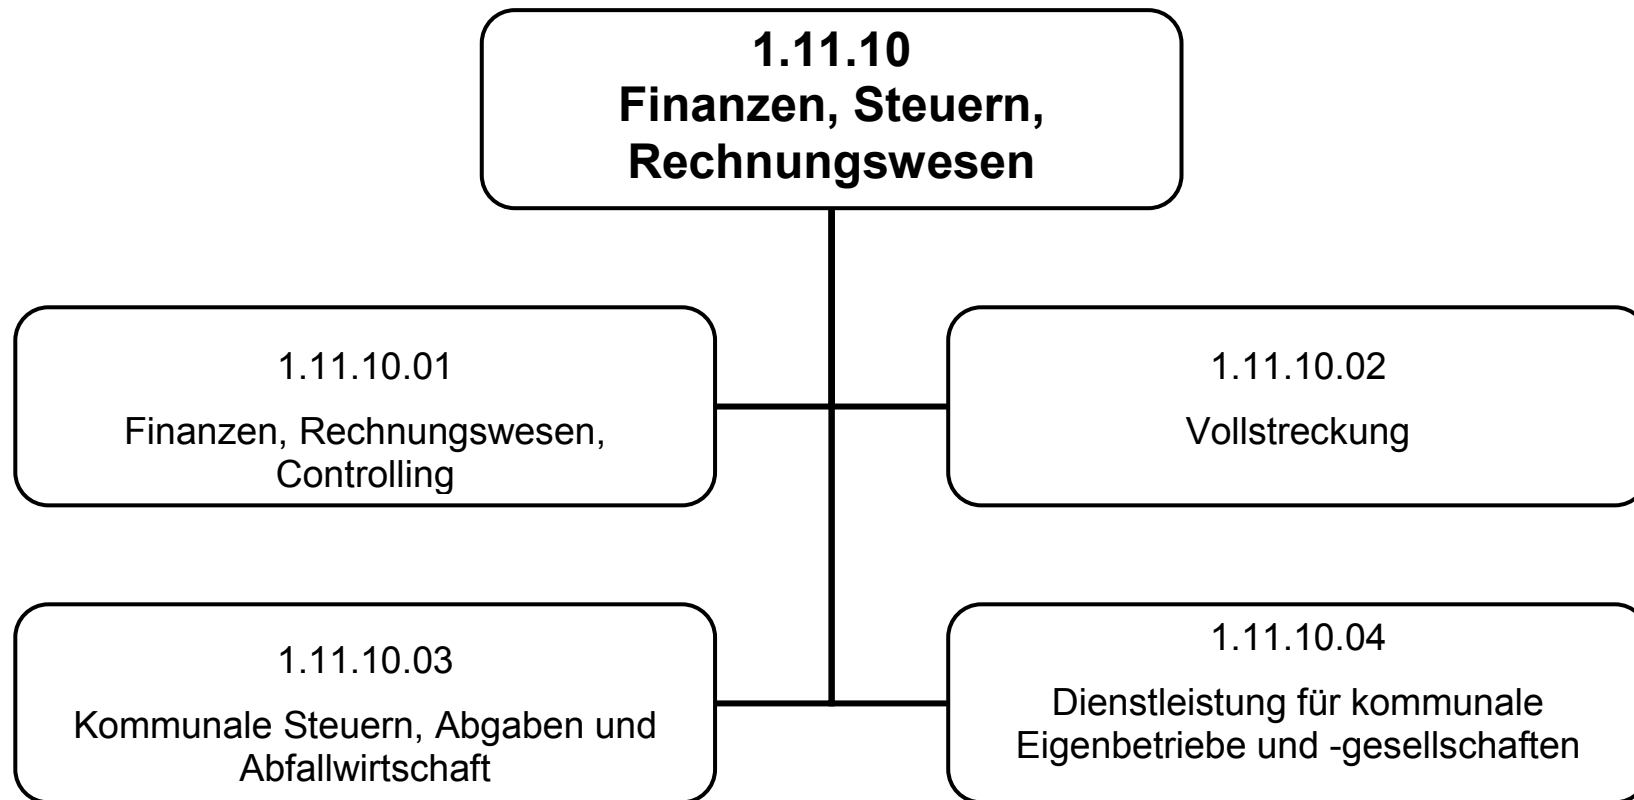 1.11.10
Finanzen, Steuern,
Rechnungswesen
1.11.10.01
Finanzen, Rechnungswesen,
Controlling
1.11.10.02
Vollstreckung
1.11.10.03
Kommunale Steuern, Abgaben und
Abfallwirtschaft
1.11.10.04
Dienstleistung für kommunale
Eigenbetriebe und -gesellschaften